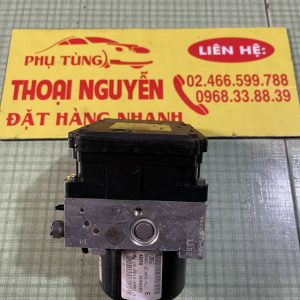 PHỤ TÙNG
THOẠI NGUYỄN
ĐẶT HÀNG NHANH
LIÊN HỆ:
02.466.599.788
0968.33.88.39